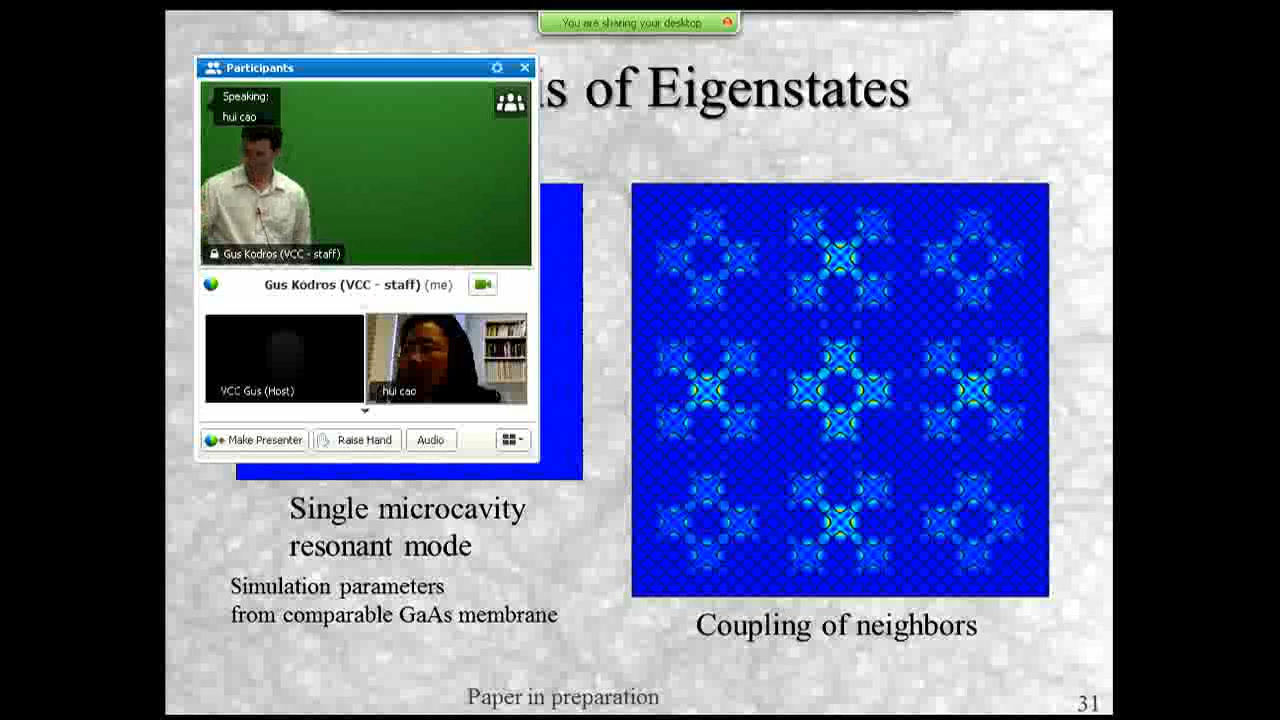 You are sharing your desktop
Participants
is of Eigenstates
Speaking:
hui cao
Gus Kodros (VCC - staff)
Gus Kodros (VCC - staff) (me)
VCC Gus (Host)
hui cao
Make Presenter
Raise Hand
Audio
Single microcavity
resonant mode
Simulation parameters
from comparable GaAs membrane
Coupling of neighbors
Paper in preparation
31